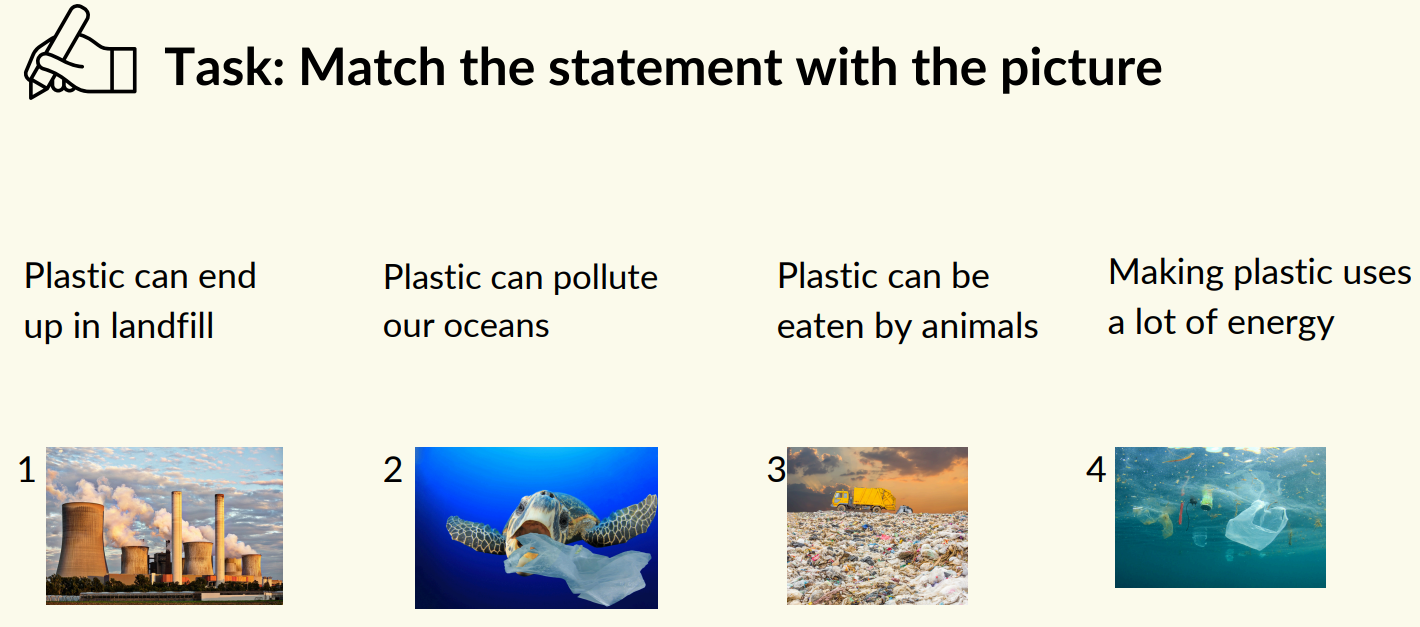 Task: Match the statement with the picture
Plastic can end
up in landfill
Plastic can pollute
our oceans
Plastic can be
eaten by animals
Making plastic uses
a lot of energy
1
2
3
4